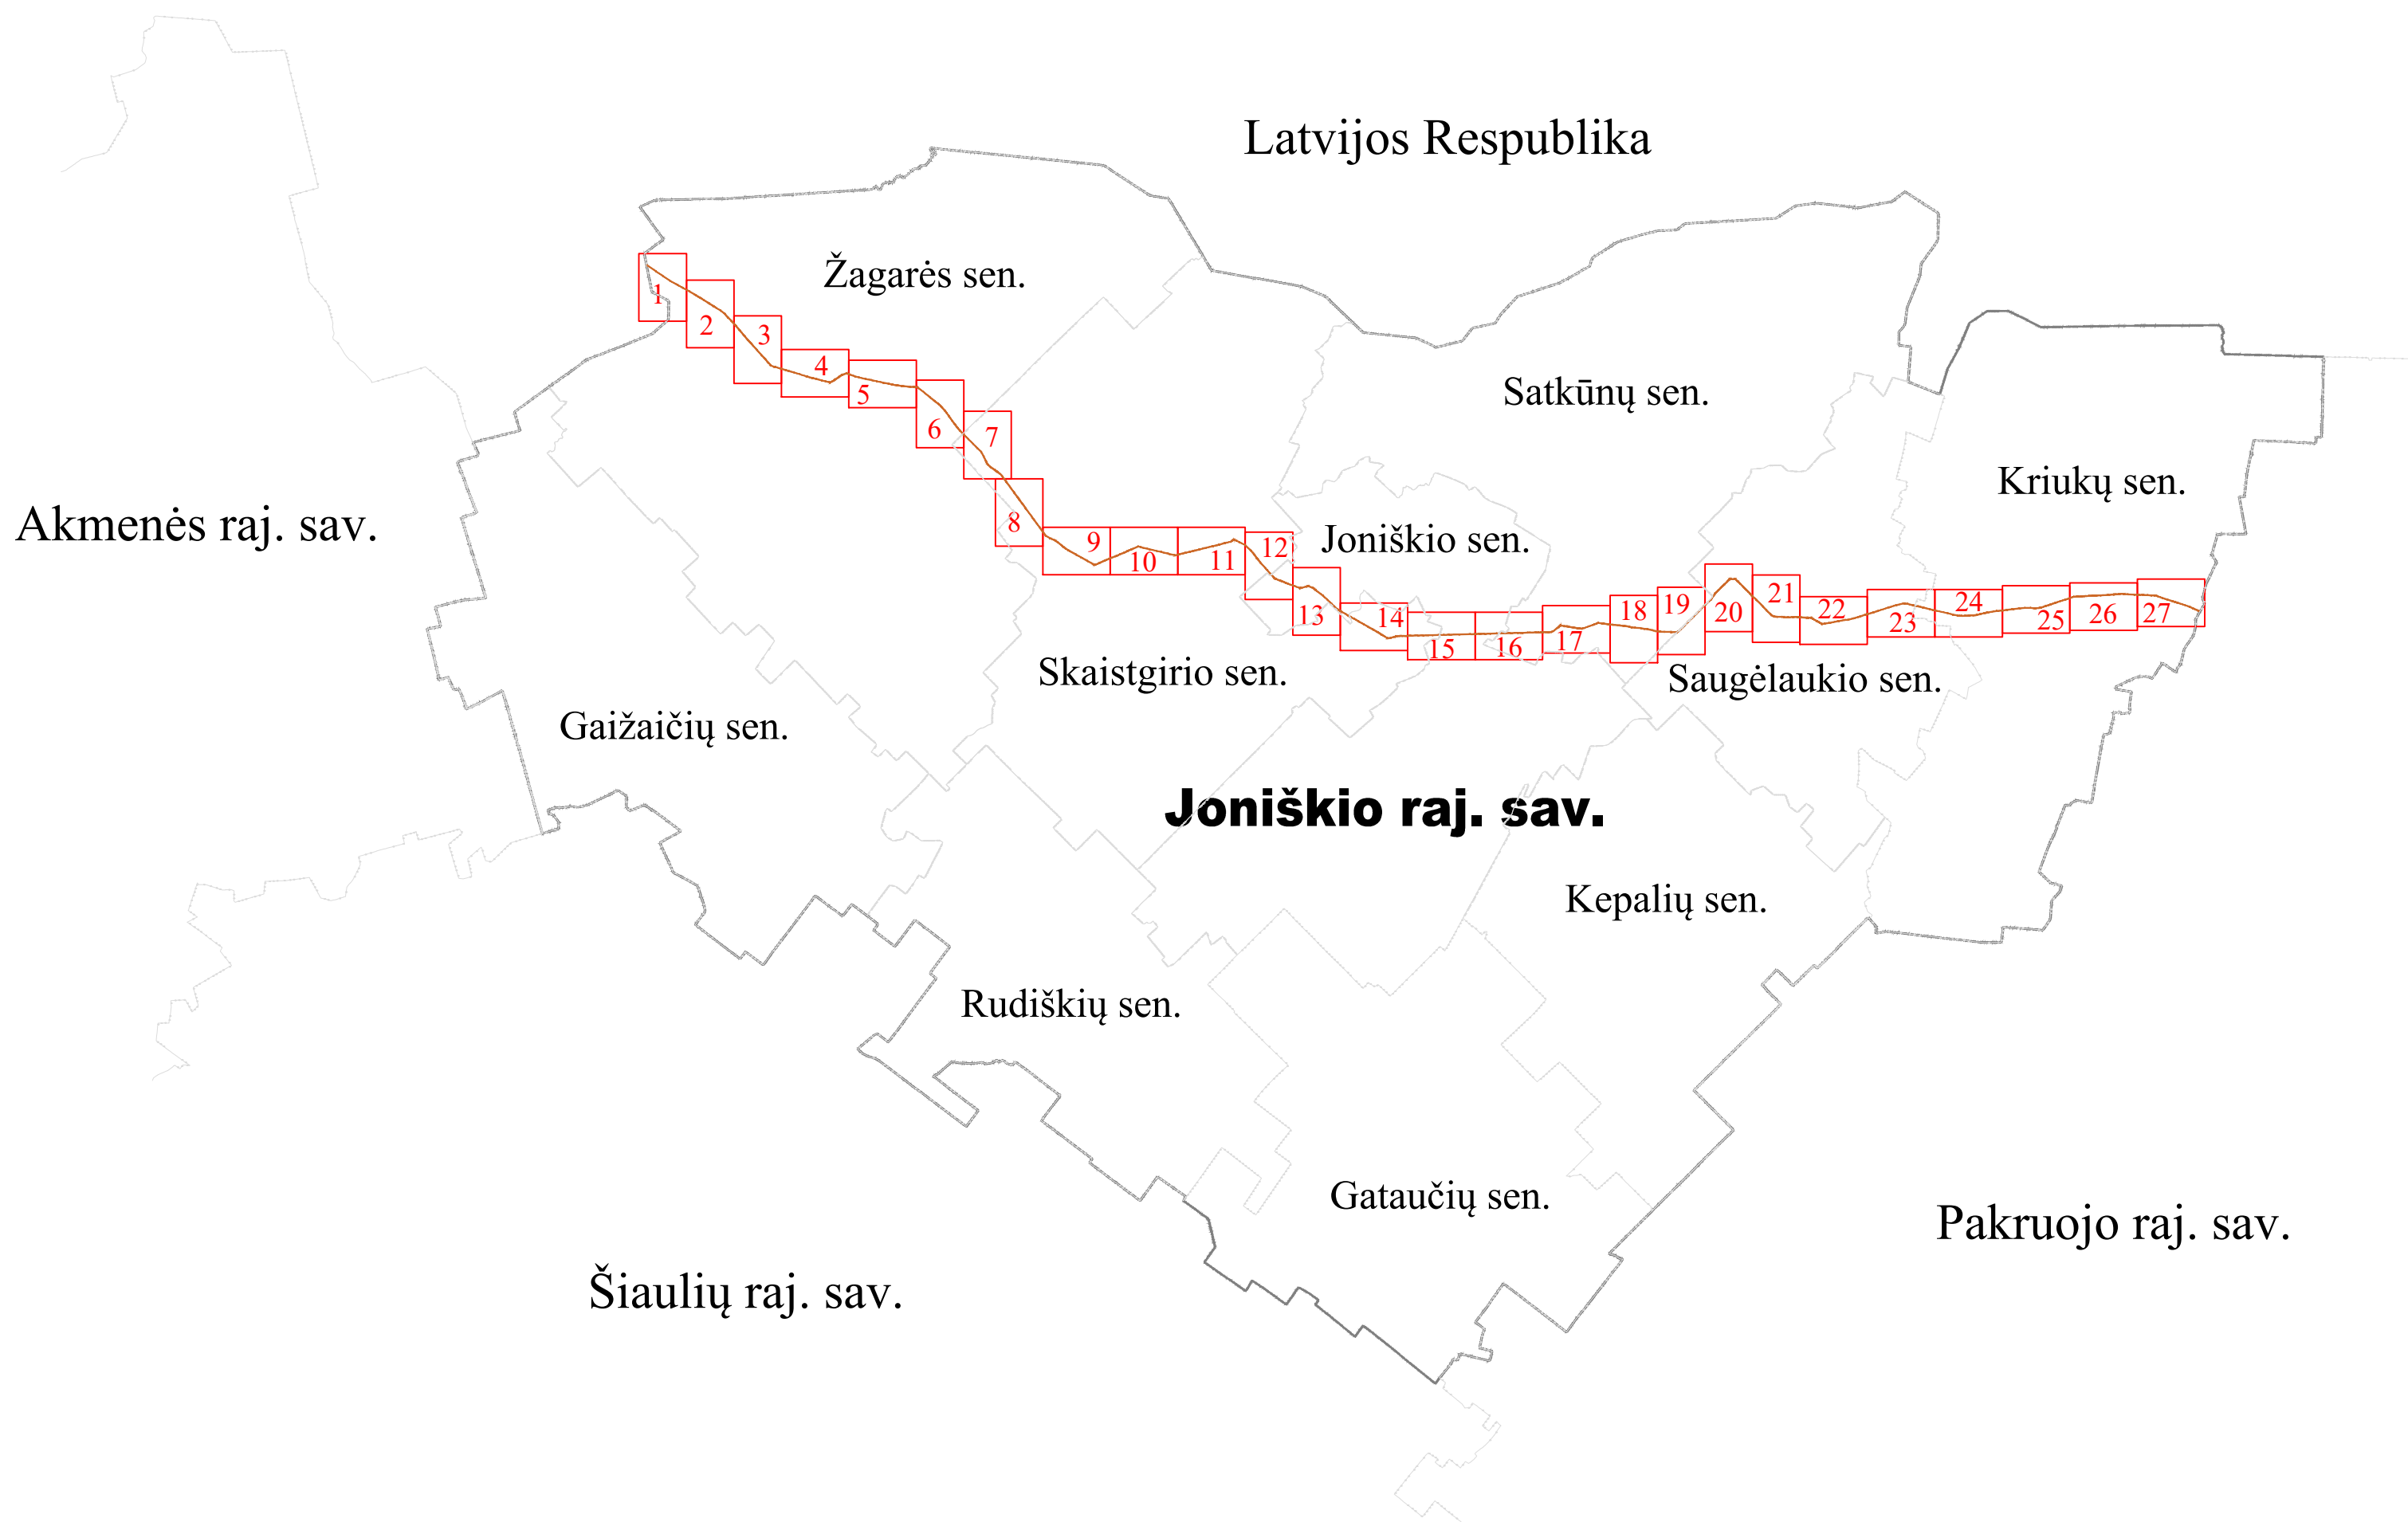 Latvijos Respublika
Žagarės sen.
1
2
3
4
5
6
7
8
9
10
11
12
13
14
15
16
17
18
19
20
21
22
23
24
25
26
27
Satkūnų sen.
Kriukų sen.
Akmenės raj. sav.
Joniškio sen.
Skaistgirio sen.
Saugėlaukio sen.
Gaižaičių sen.
Joniškio raj. sav.
Kepalių sen.
Rudiškių sen.
Gataučių sen.
Pakruojo raj. sav.
Šiaulių raj. sav.